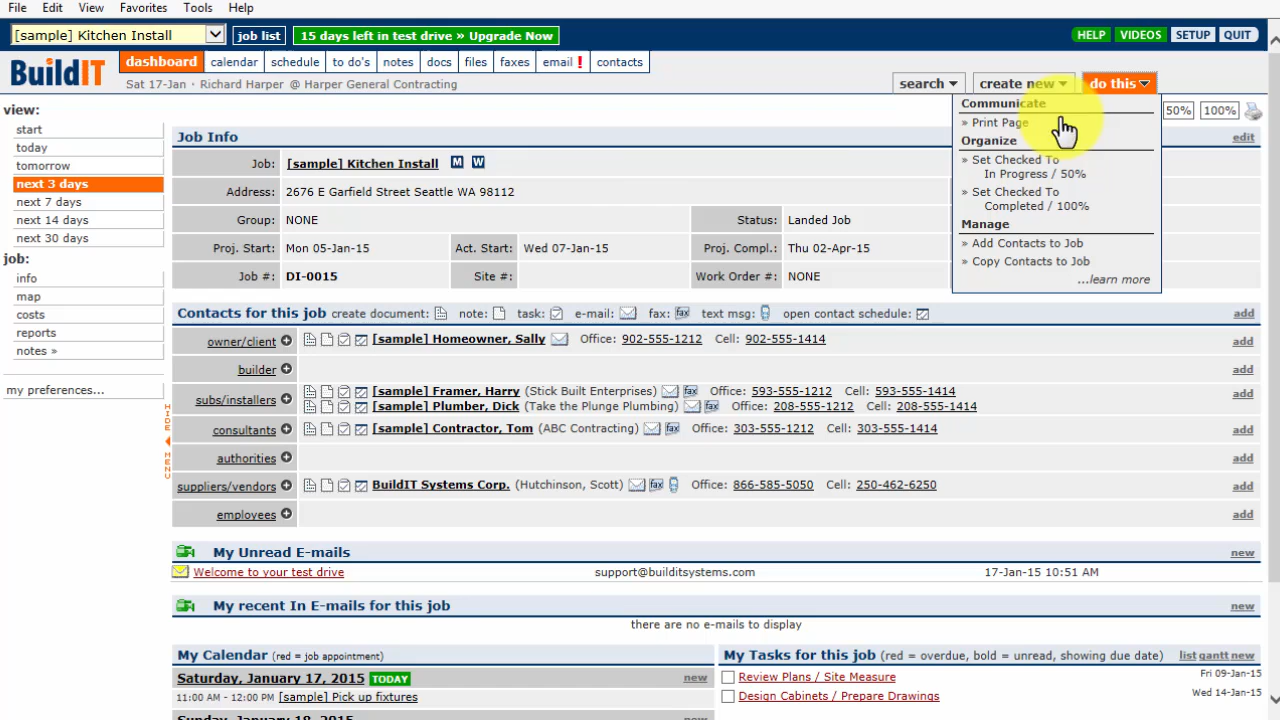 File Edit View Favorites Tools Help
[sample] Kitchen Install job list 15 days left in test drive » Upgrade Now HELP VIDEOS SETUP QUIT
BuildIT dashboard calendar schedule to do's notes docs files faxes email ! contacts
Sat 17-Jan - Richard Harper @ Harper General Contracting search create new do this
view:
start
today
tomorrow
next 3 days
next 7 days
next 14 days
next 30 days
job:
info
map
costs
reports
notes »
my preferences...
HIDE MENU
Communicate
» Print Page
Organize
» Set Checked To
In Progress / 50%
» Set Checked To
Completed / 100%
Manage
» Add Contacts to Job
» Copy Contacts to Job
...learn more
50% 100%
Job Info edit
Job: [sample] Kitchen Install M W
Address: 2676 E Garfield Street Seattle WA 98112
Group: NONE Status: Landed Job
Proj. Start: Mon 05-Jan-15 Act. Start: Wed 07-Jan-15 Proj. Compl.: Thu 02-Apr-15
Job #: DI-0015 Site #: Work Order #: NONE
Contacts for this job create document: note: task: e-mail: fax: fax text msg: open contact schedule: add
owner/client [sample] Homeowner, Sally Office: 902-555-1212 Cell: 902-555-1414 add
builder add
subs/installers [sample] Framer, Harry (Stick Built Enterprises) fax Office: 593-555-1212 Cell: 593-555-1414 add
[sample] Plumber, Dick (Take the Plunge Plumbing) fax Office: 208-555-1212 Cell: 208-555-1414
consultants [sample] Contractor, Tom (ABC Contracting) fax Office: 303-555-1212 Cell: 303-555-1414 add
authorities add
suppliers/vendors BuildIT Systems Corp. (Hutchinson, Scott) fax Office: 866-585-5050 Cell: 250-462-6250 add
employees add
My Unread E-mails new
Welcome to your test drive support@builditsystems.com 17-Jan-15 10:51 AM
My recent In E-mails for this job new
there are no e-mails to display
My Calendar (red = job appointment)
Saturday, January 17, 2015 TODAY new
11:00 AM - 12:00 PM [sample] Pick up fixtures
Sunday, January 18, 2015 new
My Tasks for this job (red = overdue, bold = unread, showing due date) list gantt new
Review Plans / Site Measure Fri 09-Jan-15
Design Cabinets / Prepare Drawings Wed 14-Jan-15